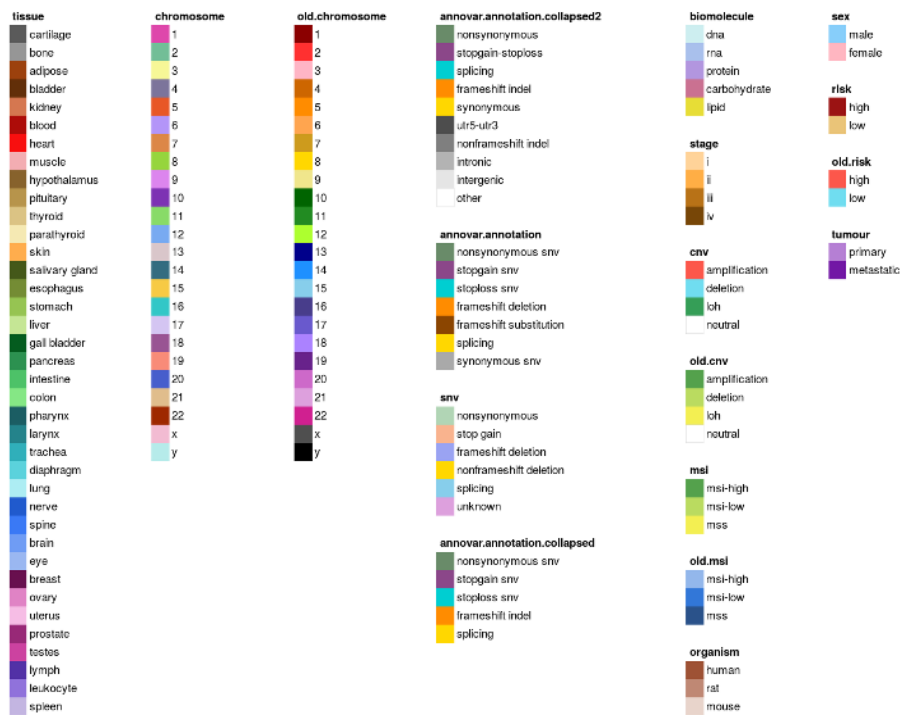 tissue
cartilage
bone
adipose
bladder
kidney
blood
heart
muscle
hypothalamus
pituitary
thyroid
parathyroid
skin
salivary gland
esophagus
stomach
liver
gall bladder
pancreas
intestine
colon
pharynx
larynx
trachea
diaphragm
lung
nerve
spine
brain
eye
breast
ovary
uterus
prostate
testes
lymph
leukocyte
spleen
chromosome
1
2
3
4
5
6
7
8
9
10
11
12
13
14
15
16
17
18
19
20
21
22
x
y
old.chromosome
1
2
3
4
5
6
7
8
9
10
11
12
13
14
15
16
17
18
19
20
21
22
x
y
annovar.annotation.collapsed2
nonsynonymous
stopgain-stoploss
splicing
frameshift indel
synonymous
utr5-utr3
nonframeshift indel
intronic
intergenic
other
annovar.annotation
nonsynonymous snv
stopgain snv
stoploss snv
frameshift deletion
frameshift substitution
splicing
synonymous snv
snv
nonsynonymous
stop gain
frameshift deletion
nonframeshift deletion
splicing
unknown
annovar.annotation.collapsed
nonsynonymous snv
stopgain snv
stoploss snv
frameshift indel
splicing
biomolecule
dna
rna
protein
carbohydrate
lipid
stage
i
ii
iii
iv
cnv
amplification
deletion
loh
neutral
old.cnv
amplification
deletion
loh
neutral
msi
msi-high
msi-low
mss
old.msi
msi-high
msi-low
mss
organism
human
rat
mouse
sex
male
female
risk
high
low
old.risk
high
low
tumour
primary
metastatic